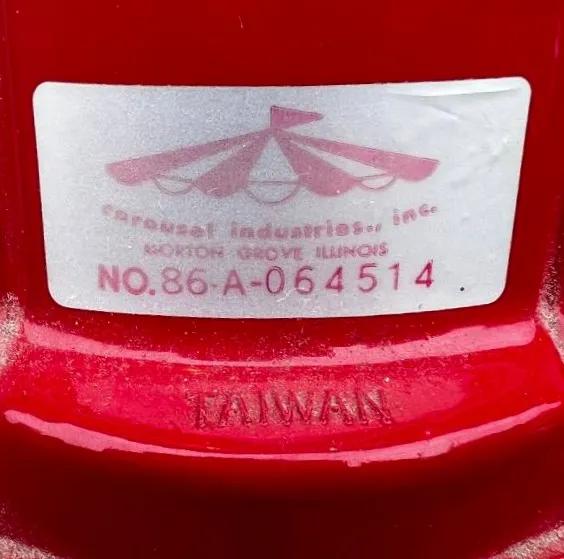 carousel industries., inc.
MORTON GROVE ILLINOIS
NO. 86-A-064514
TAIWAN